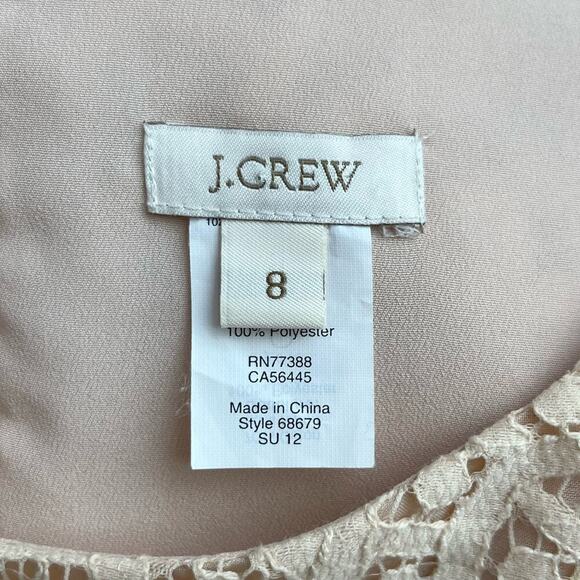 J.CREW
8
100% Polyester
RN77388
CA56445
Made in China
Style 68679
SU 12